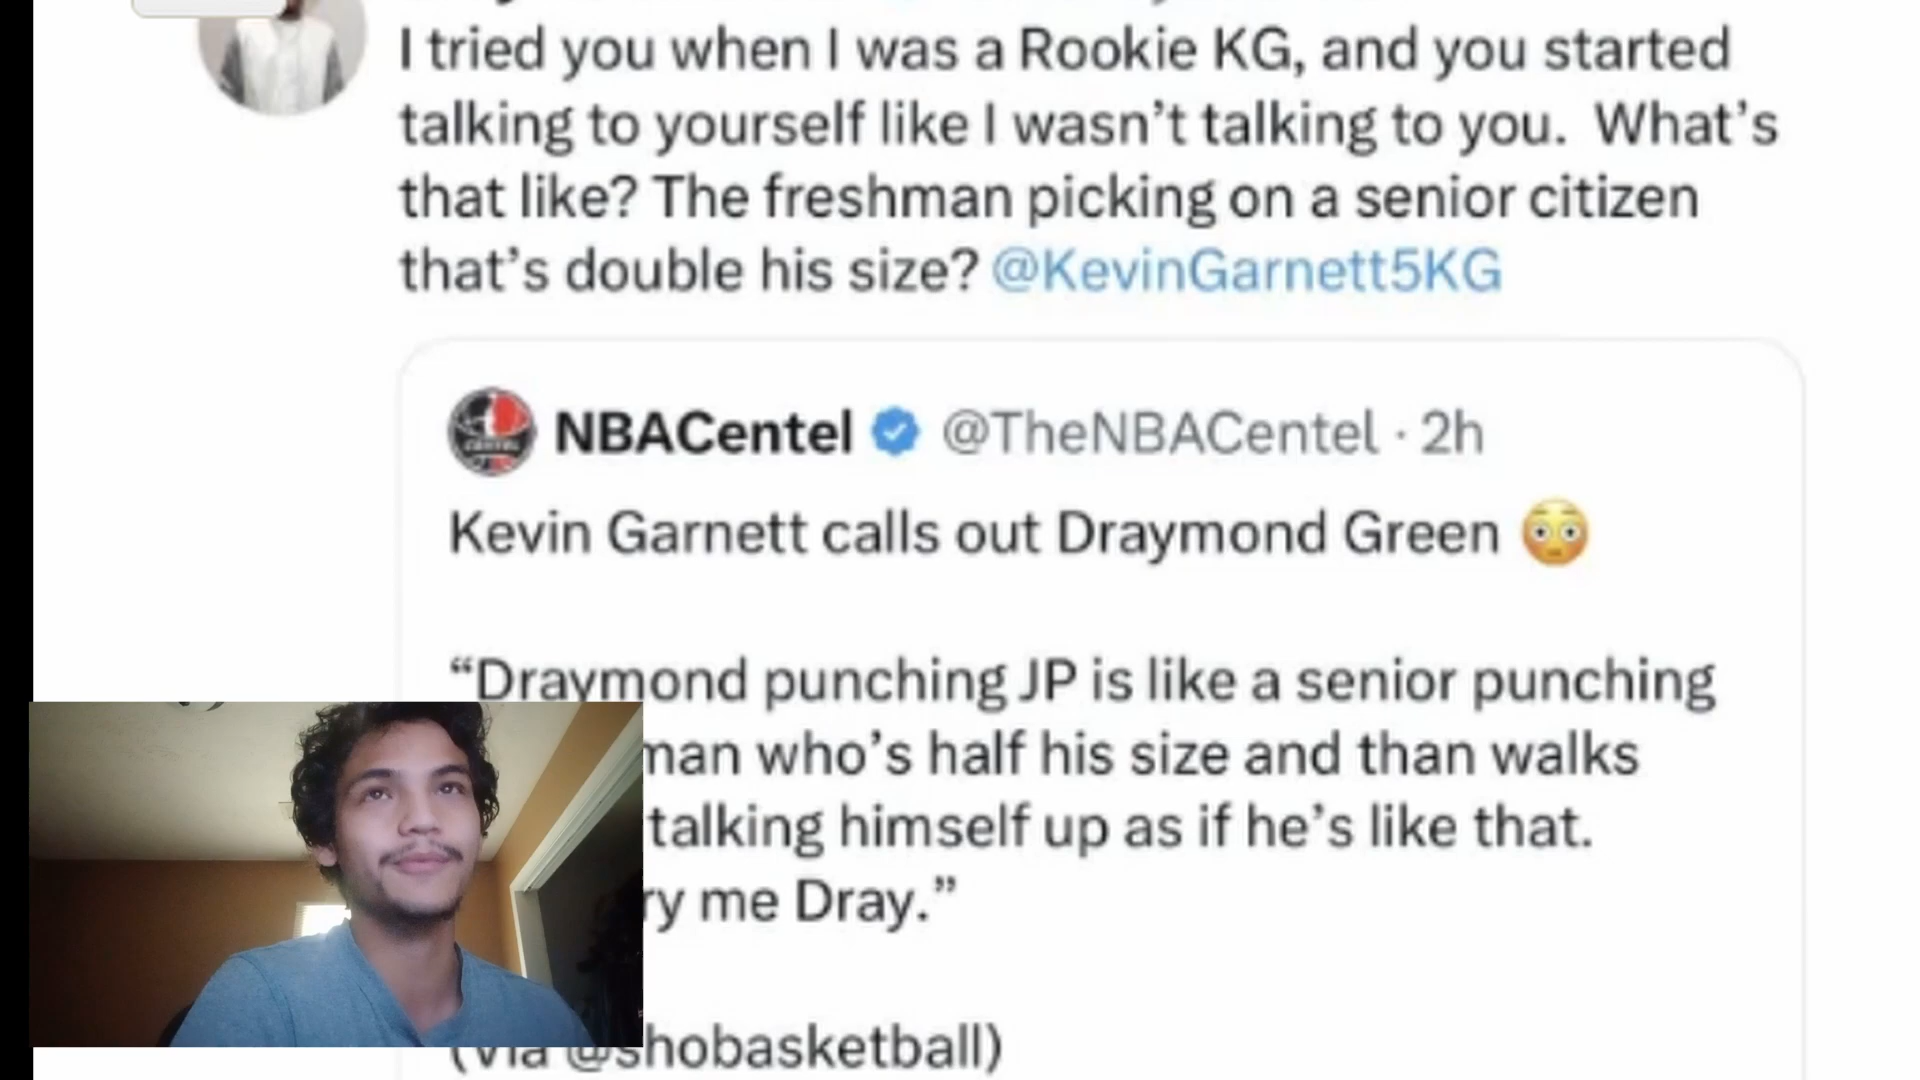 I tried you when I was a Rookie KG, and you started
talking to yourself like I wasn’t talking to you.  What’s
that like? The freshman picking on a senior citizen
that’s double his size? @KevinGarnett5KG
NBACentel @TheNBACentel · 2h
Kevin Garnett calls out Draymond Green 😳
“Draymond punching JP is like a senior punching
man who’s half his size and than walks
talking himself up as if he’s like that.
ry me Dray.”
(via @shobasketball)